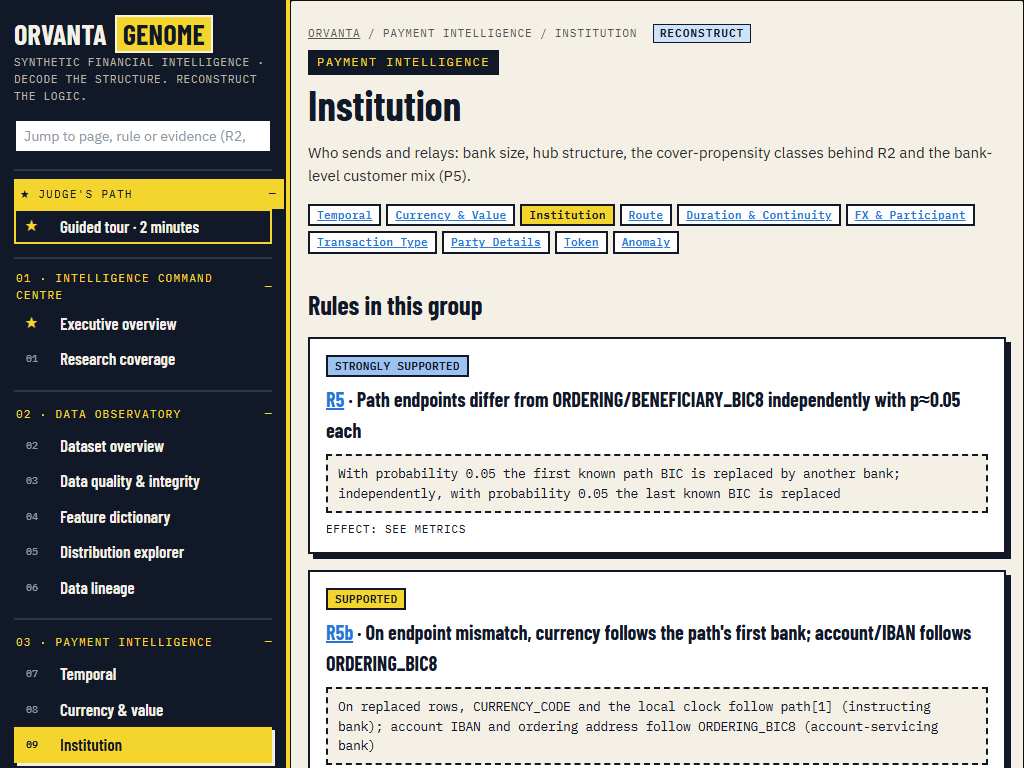 ORVANTA GENOME
SYNTHETIC FINANCIAL INTELLIGENCE ·
DECODE THE STRUCTURE. RECONSTRUCT
THE LOGIC.
Jump to page, rule or evidence (R2,
★ JUDGE'S PATH –
★ Guided tour · 2 minutes
01 · INTELLIGENCE COMMAND
CENTRE –
★ Executive overview
01 Research coverage
02 · DATA OBSERVATORY –
02 Dataset overview
03 Data quality & integrity
04 Feature dictionary
05 Distribution explorer
06 Data lineage
03 · PAYMENT INTELLIGENCE –
07 Temporal
08 Currency & value
09 Institution
ORVANTA / PAYMENT INTELLIGENCE / INSTITUTION RECONSTRUCT
PAYMENT INTELLIGENCE
Institution
Who sends and relays: bank size, hub structure, the cover-propensity classes behind R2 and the bank-
level customer mix (P5).
Temporal Currency & Value Institution Route Duration & Continuity FX & Participant
Transaction Type Party Details Token Anomaly
Rules in this group
STRONGLY SUPPORTED
R5 · Path endpoints differ from ORDERING/BENEFICIARY_BIC8 independently with p≈0.05
each
With probability 0.05 the first known path BIC is replaced by another bank;
independently, with probability 0.05 the last known BIC is replaced
EFFECT: SEE METRICS
SUPPORTED
R5b · On endpoint mismatch, currency follows the path's first bank; account/IBAN follows
ORDERING_BIC8
On replaced rows, CURRENCY_CODE and the local clock follow path[1] (instructing
bank); account IBAN and ordering address follow ORDERING_BIC8 (account-servicing
bank)